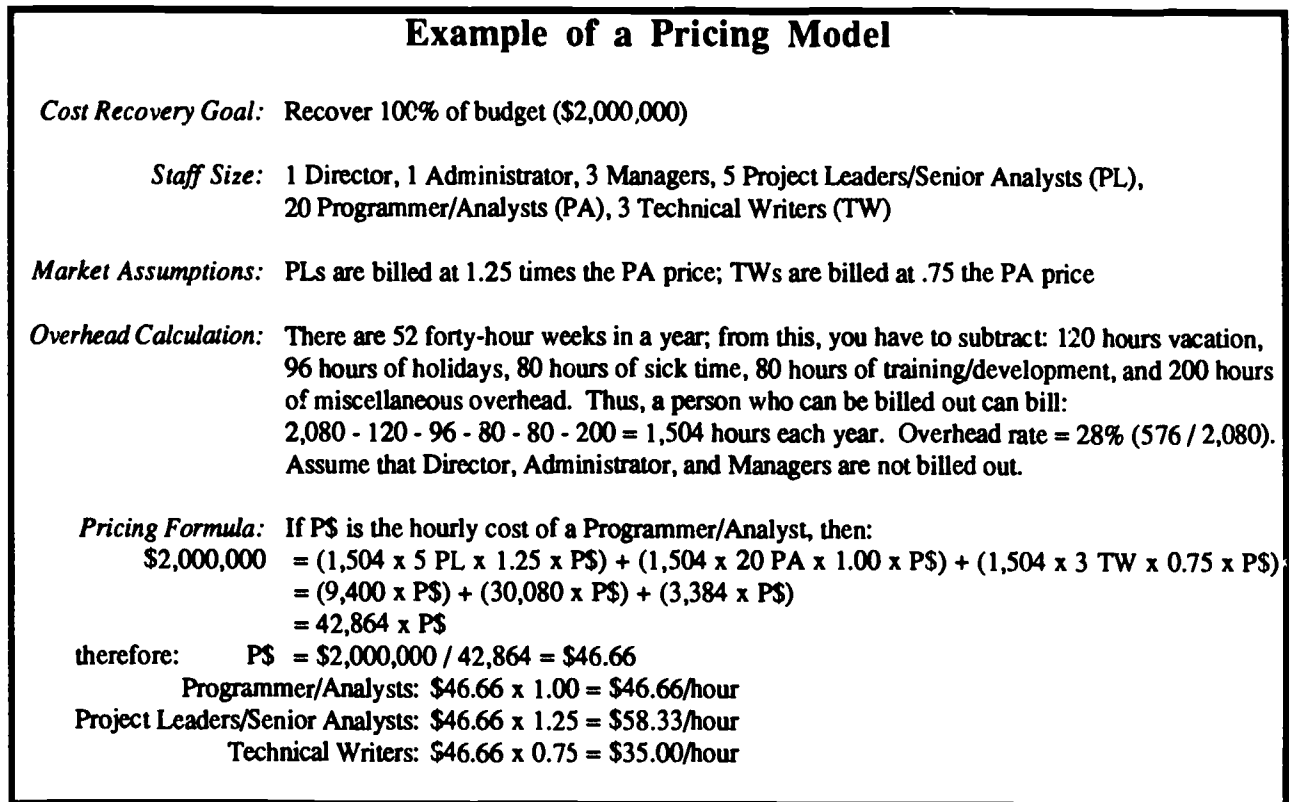 Example of a Pricing Model
Cost Recovery Goal: Recover 100% of budget ($2,000,000)
Staff Size: 1 Director, 1 Administrator, 3 Managers, 5 Project Leaders/Senior Analysts (PL),
20 Programmer/Analysts (PA), 3 Technical Writers (TW)
Market Assumptions: PLs are billed at 1.25 times the PA price; TWs are billed at .75 the PA price
Overhead Calculation: There are 52 forty-hour weeks in a year; from this, you have to subtract: 120 hours vacation,
96 hours of holidays, 80 hours of sick time, 80 hours of training/development, and 200 hours
of miscellaneous overhead. Thus, a person who can be billed out can bill:
2,080 - 120 - 96 - 80 - 80 - 200 = 1,504 hours each year. Overhead rate = 28% (576 / 2,080).
Assume that Director, Administrator, and Managers are not billed out.
Pricing Formula: If P$ is the hourly cost of a Programmer/Analyst, then:
$2,000,000 = (1,504 x 5 PL x 1.25 x P$) + (1,504 x 20 PA x 1.00 x P$) + (1,504 x 3 TW x 0.75 x P$)
= (9,400 x P$) + (30,080 x P$) + (3,384 x P$)
= 42,864 x P$
therefore: P$ = $2,000,000 / 42,864 = $46.66
Programmer/Analysts: $46.66 x 1.00 = $46.66/hour
Project Leaders/Senior Analysts: $46.66 x 1.25 = $58.33/hour
Technical Writers: $46.66 x 0.75 = $35.00/hour